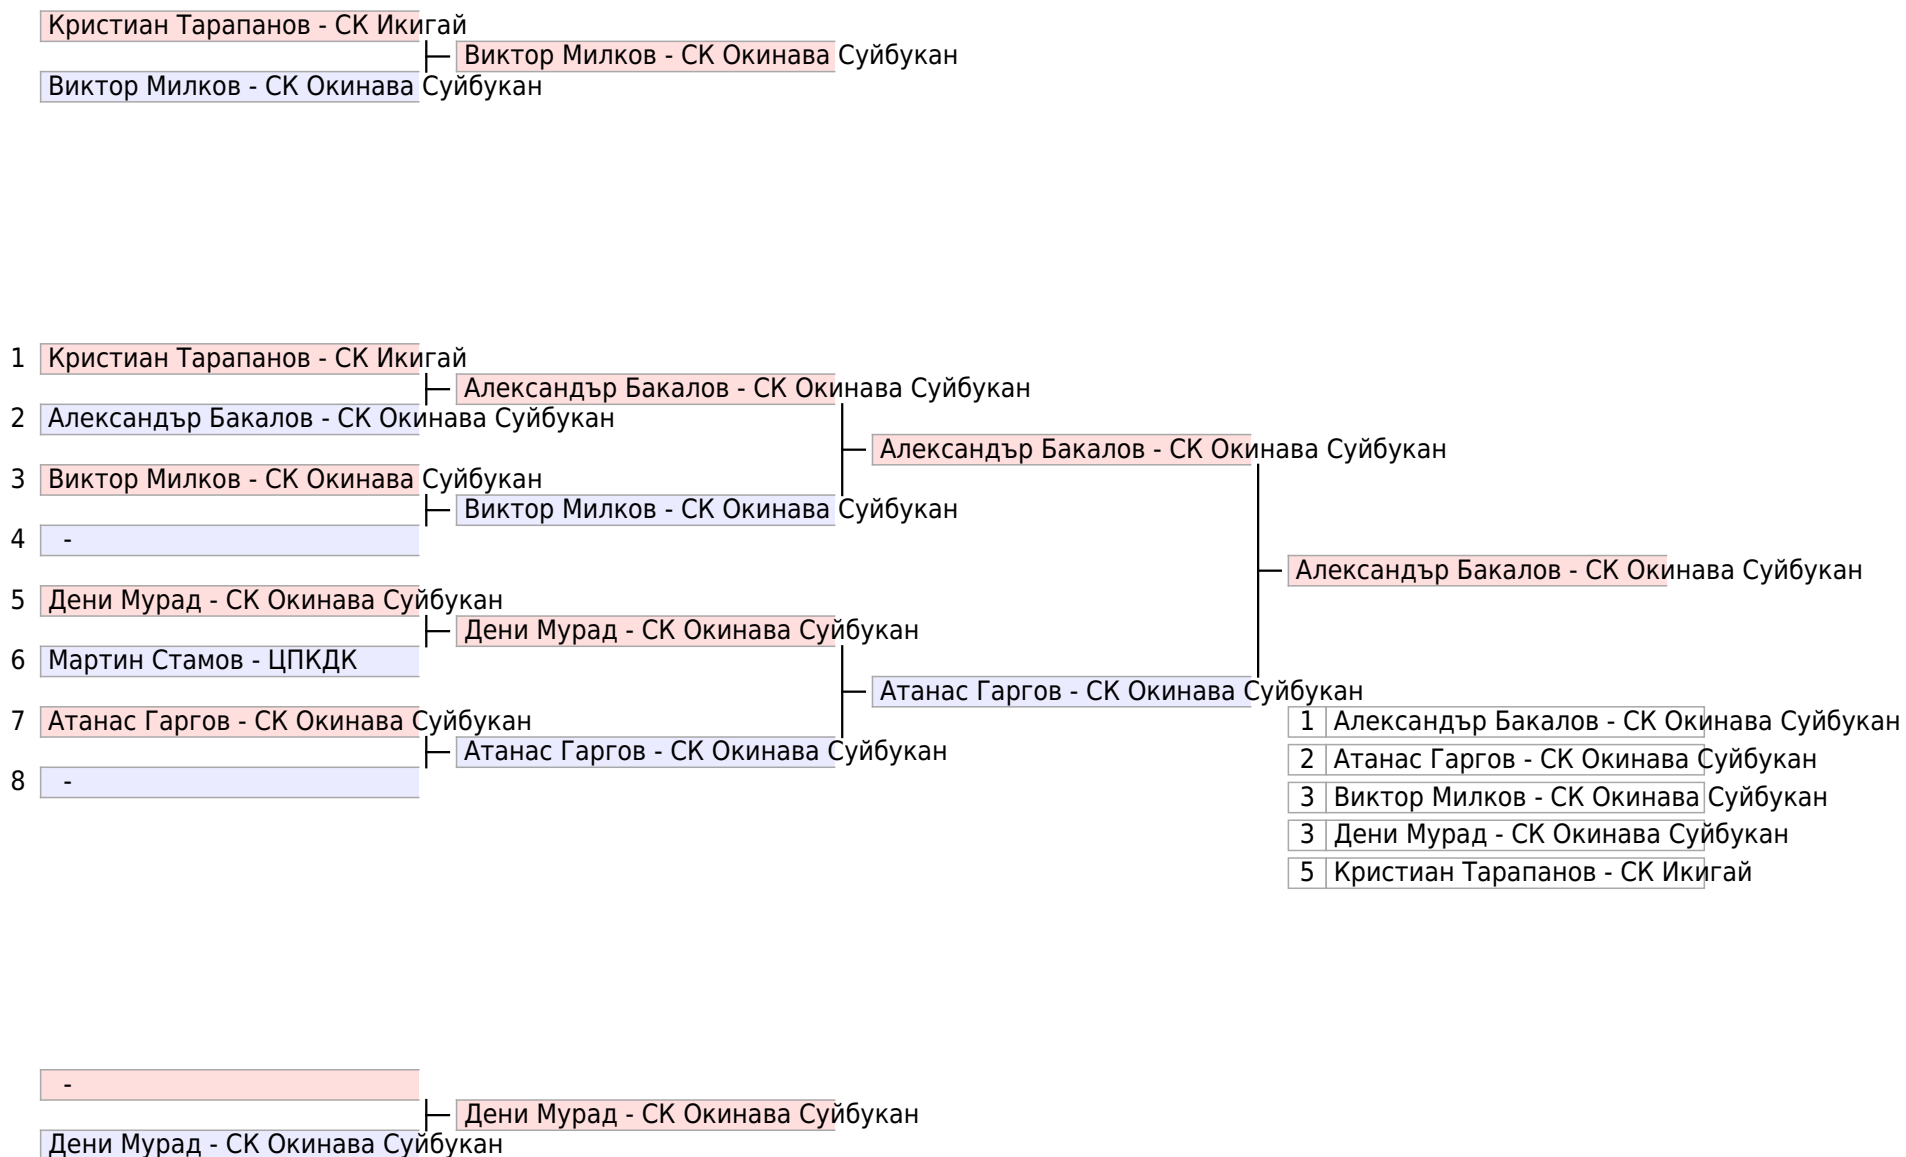 Кристиан Тарапанов - СК Икигай
Виктор Милков - СК Окинава Суйбукан
Виктор Милков - СК Окинава Суйбукан
1 Кристиан Тарапанов - СК Икигай
Александър Бакалов - СК Окинава Суйбукан
2 Александър Бакалов - СК Окинава Суйбукан
Александър Бакалов - СК Окинава Суйбукан
3 Виктор Милков - СК Окинава Суйбукан
Виктор Милков - СК Окинава Суйбукан
4 -
Александър Бакалов - СК Окинава Суйбукан
5 Дени Мурад - СК Окинава Суйбукан
Дени Мурад - СК Окинава Суйбукан
6 Мартин Стамов - ЦПКДК
Атанас Гаргов - СК Окинава Суйбукан
7 Атанас Гаргов - СК Окинава Суйбукан
Атанас Гаргов - СК Окинава Суйбукан
8 -
1 Александър Бакалов - СК Окинава Суйбукан
2 Атанас Гаргов - СК Окинава Суйбукан
3 Виктор Милков - СК Окинава Суйбукан
3 Дени Мурад - СК Окинава Суйбукан
5 Кристиан Тарапанов - СК Икигай
-
Дени Мурад - СК Окинава Суйбукан
Дени Мурад - СК Окинава Суйбукан